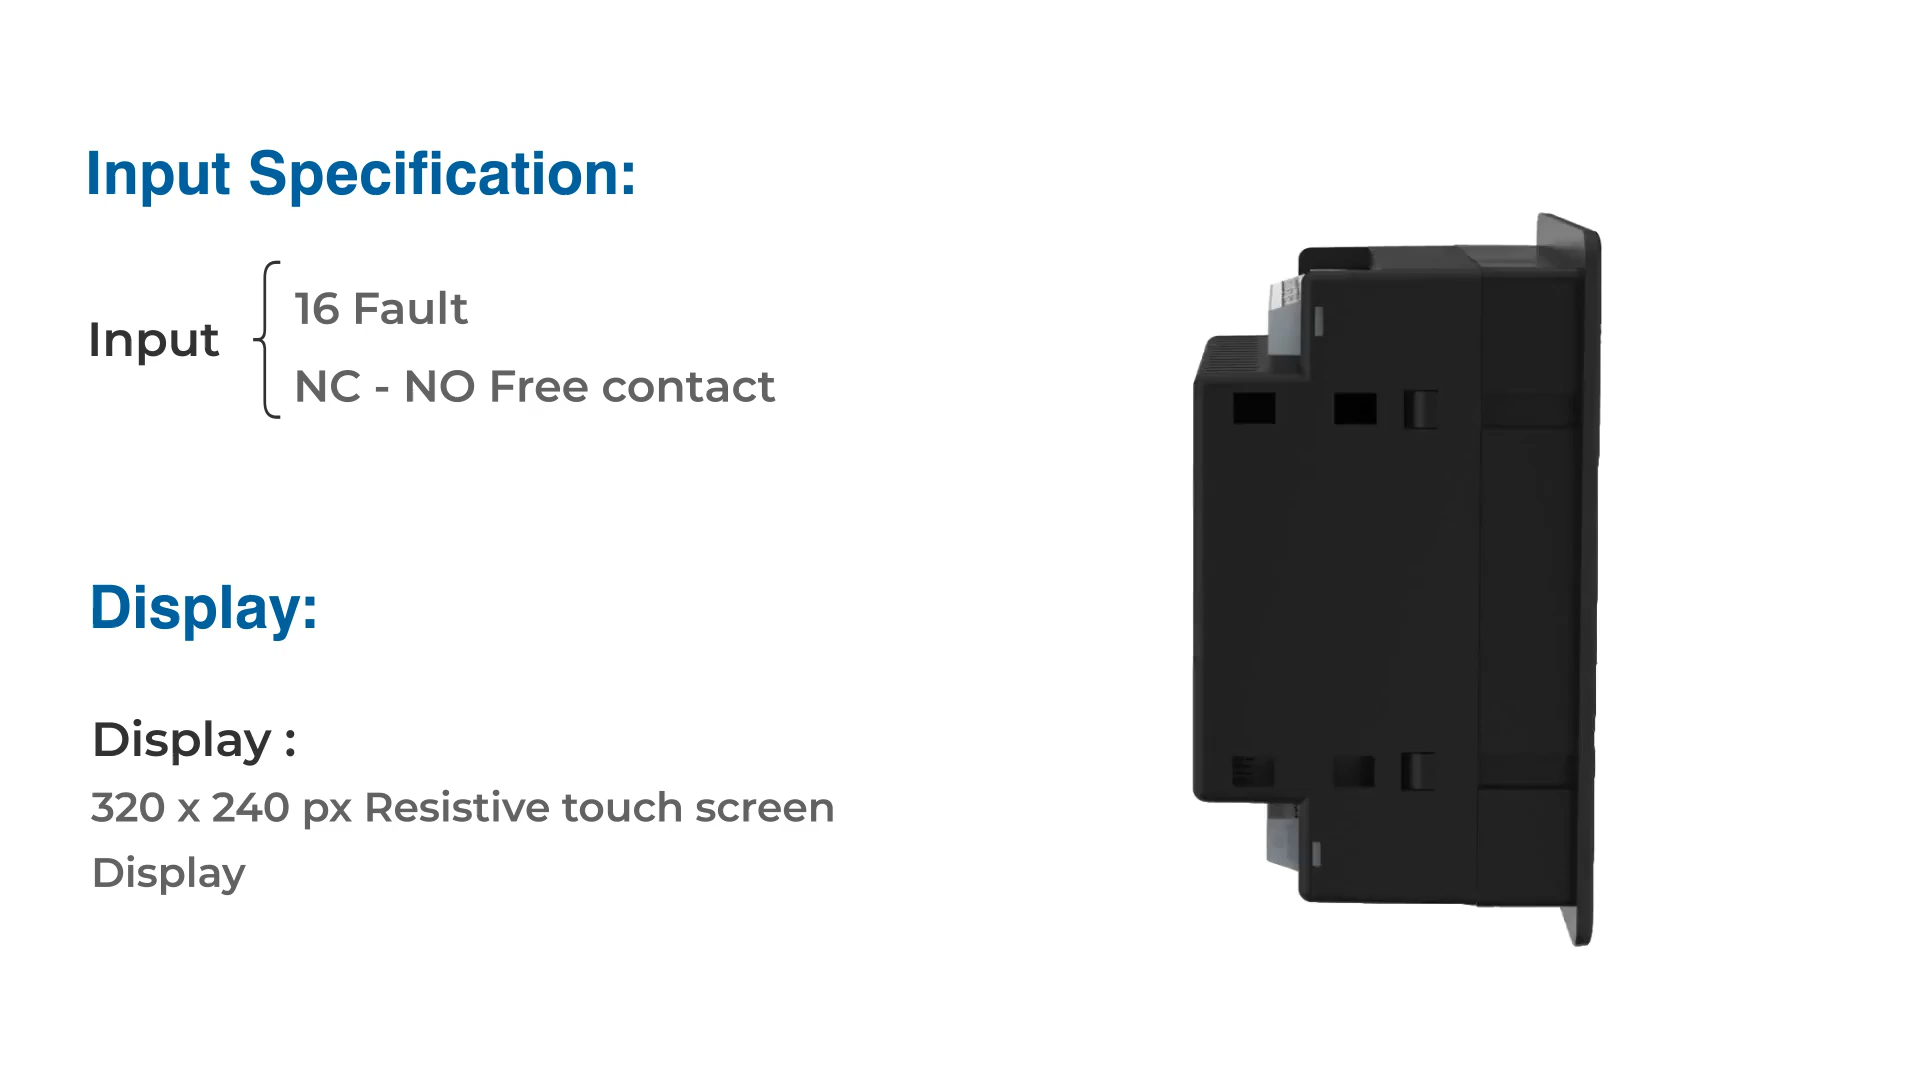 Input Specification:
Input
16 Fault
NC - NO Free contact
Display:
Display :
320 x 240 px Resistive touch screen
Display